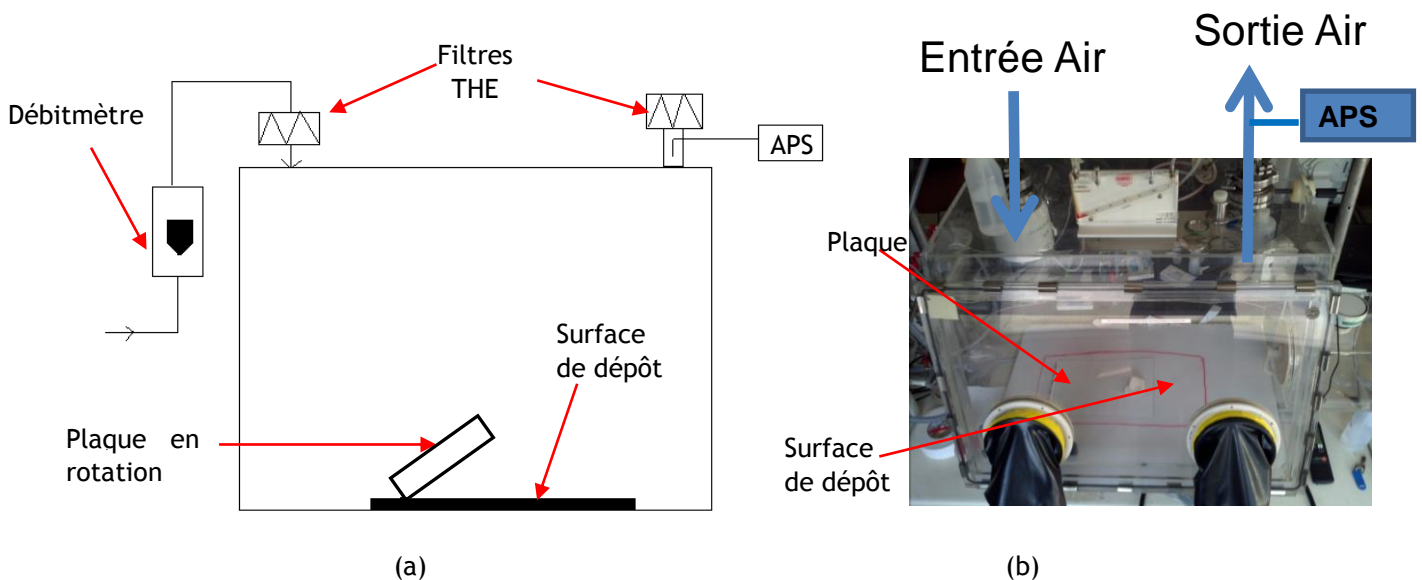 Filtres
THE
Débitmètre
APS
Surface
de dépôt
Plaque en
rotation
(a)
Entrée Air
Sortie Air
APS
Plaque
Surface
de dépôt
(b)